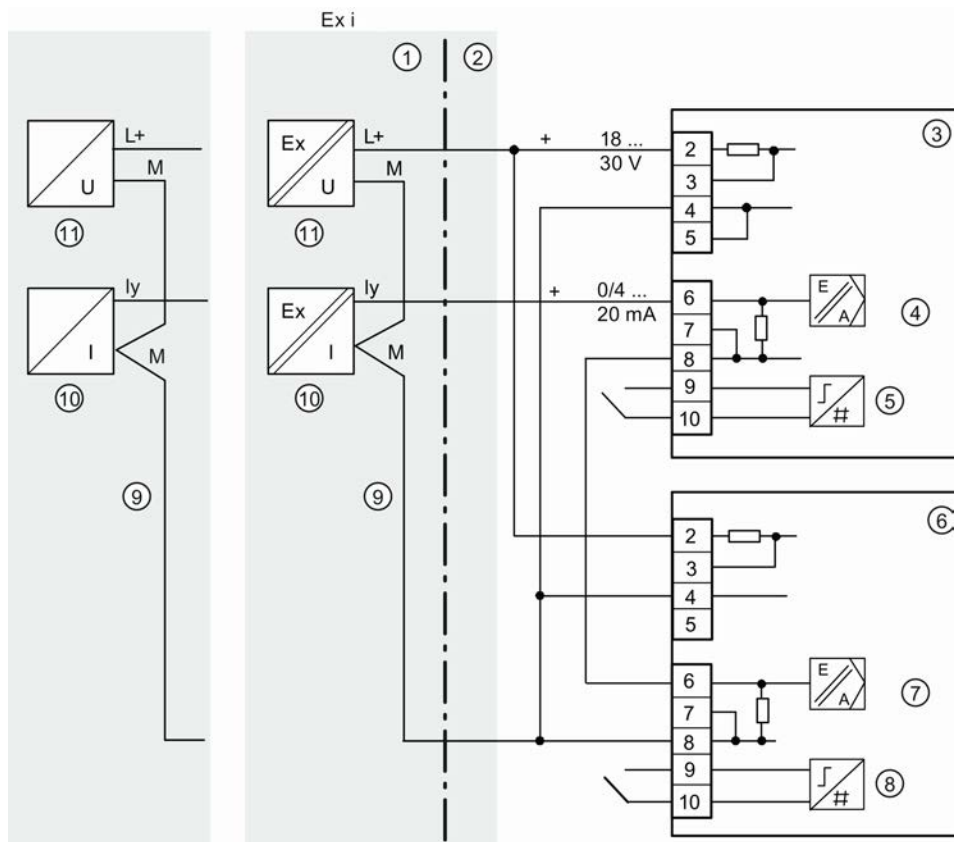 Ex i
① ②
L+
M
U
⑪
Iy
I
M
⑩
⑨
Ex
L+
M
U
⑪
Ex
Iy
I
M
⑩
⑨
+ 18 ...
30 V
+ 0/4 ...
20 mA
③
2
3
4
5
6
7
8
9
10
E
A
④
#
⑤
⑥
2
3
4
5
6
7
8
9
10
E
A
⑦
#
⑧